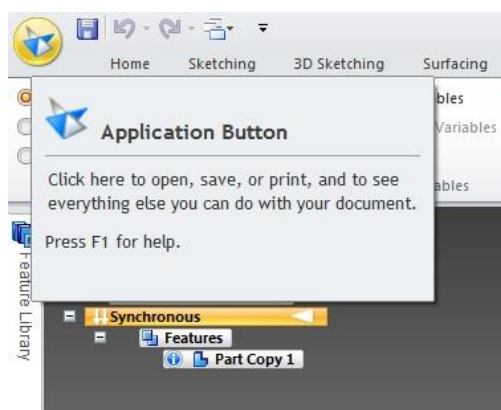 Home Sketching 3D Sketching Surfacing
bles
Variables
ables
Application Button
Click here to open, save, or print, and to see
everything else you can do with your document.
Press F1 for help.
Feature Library
Synchronous
Features
Part Copy 1